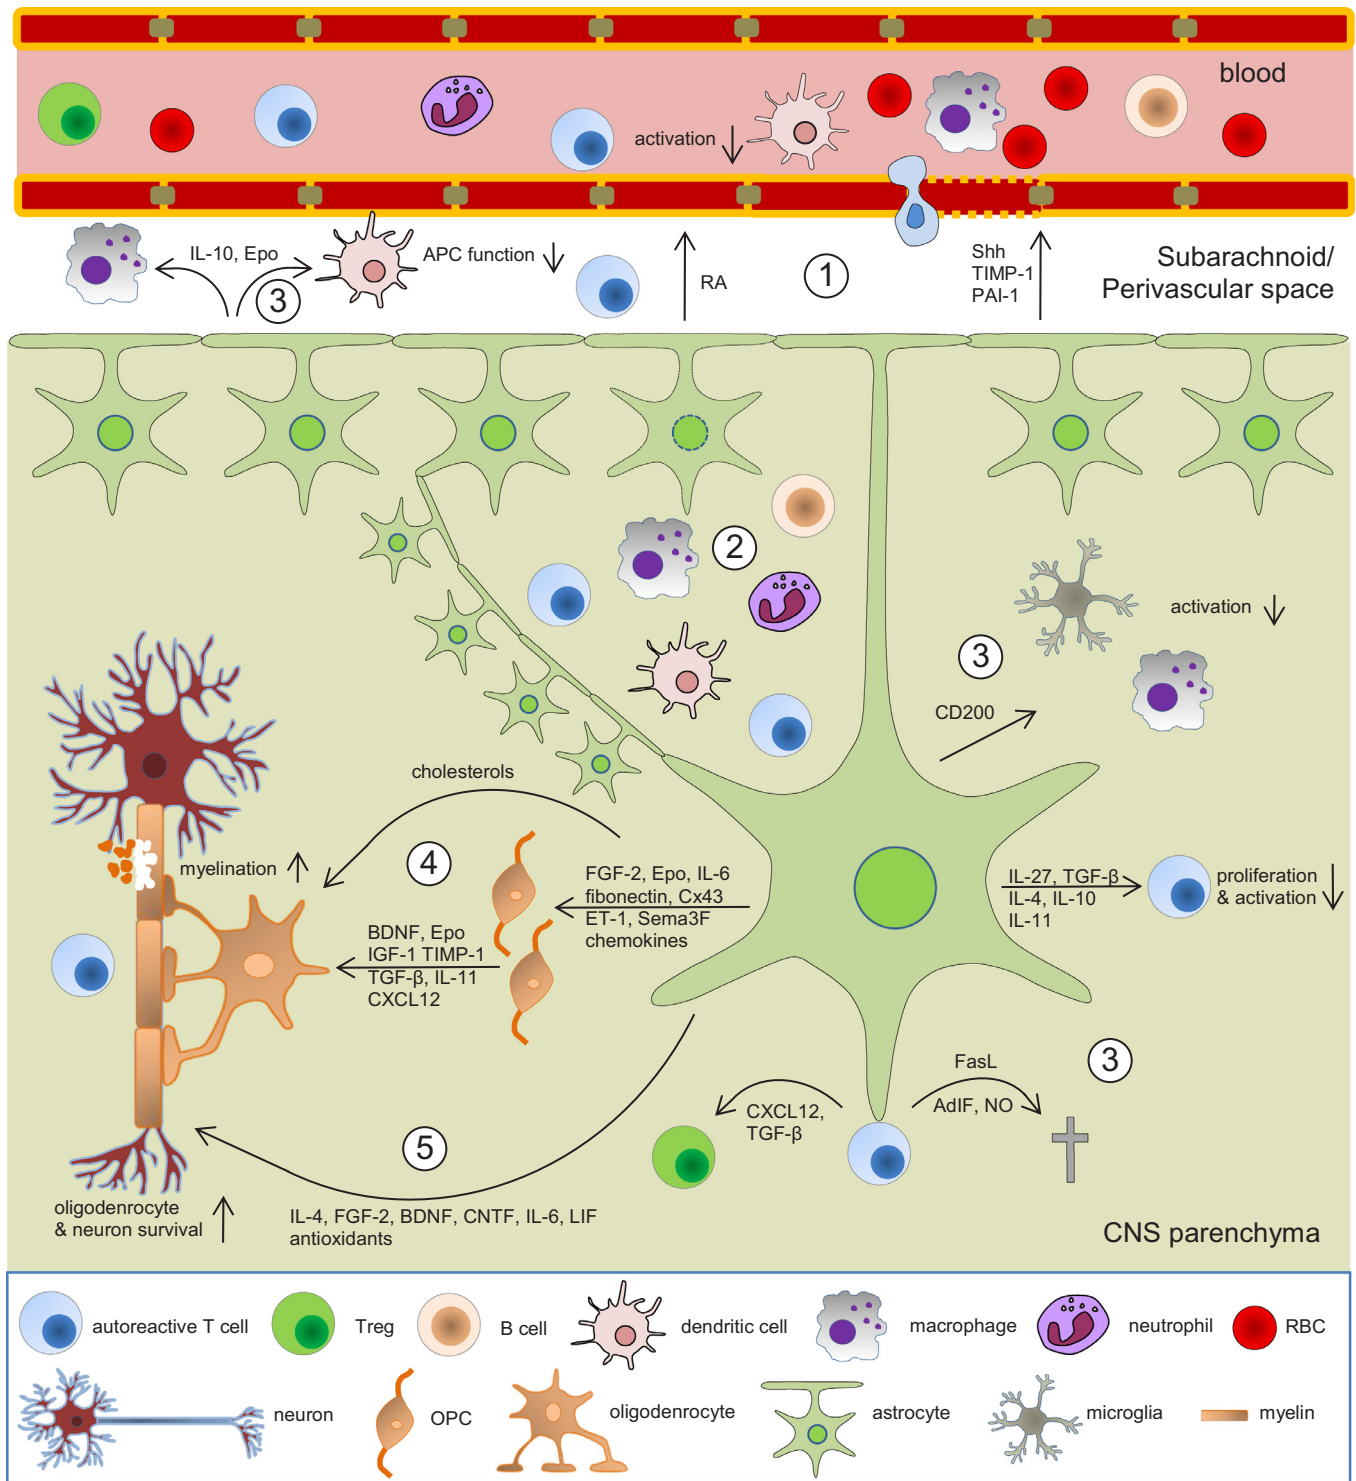 blood
activation
IL-10, Epo
APC function
RA
1
Shh
TIMP-1
PAI-1
Subarachnoid/
Perivascular space
3
2
3
activation
CD200
cholesterols
4
myelination
FGF-2, Epo, IL-6
fibonectin, Cx43
ET-1, Sema3F
chemokines
BDNF, Epo
IGF-1 TIMP-1
TGF-β, IL-11
CXCL12
IL-27, TGF-β
IL-4, IL-10
IL-11
proliferation
& activation
FasL
AdIF, NO
3
CXCL12,
TGF-β
5
oligodenrocyte
& neuron survival
IL-4, FGF-2, BDNF, CNTF, IL-6, LIF
antioxidants
CNS parenchyma
autoreactive T cell
Treg
B cell
dendritic cell
macrophage
neutrophil
RBC
neuron
OPC
oligodenrocyte
astrocyte
microglia
myelin